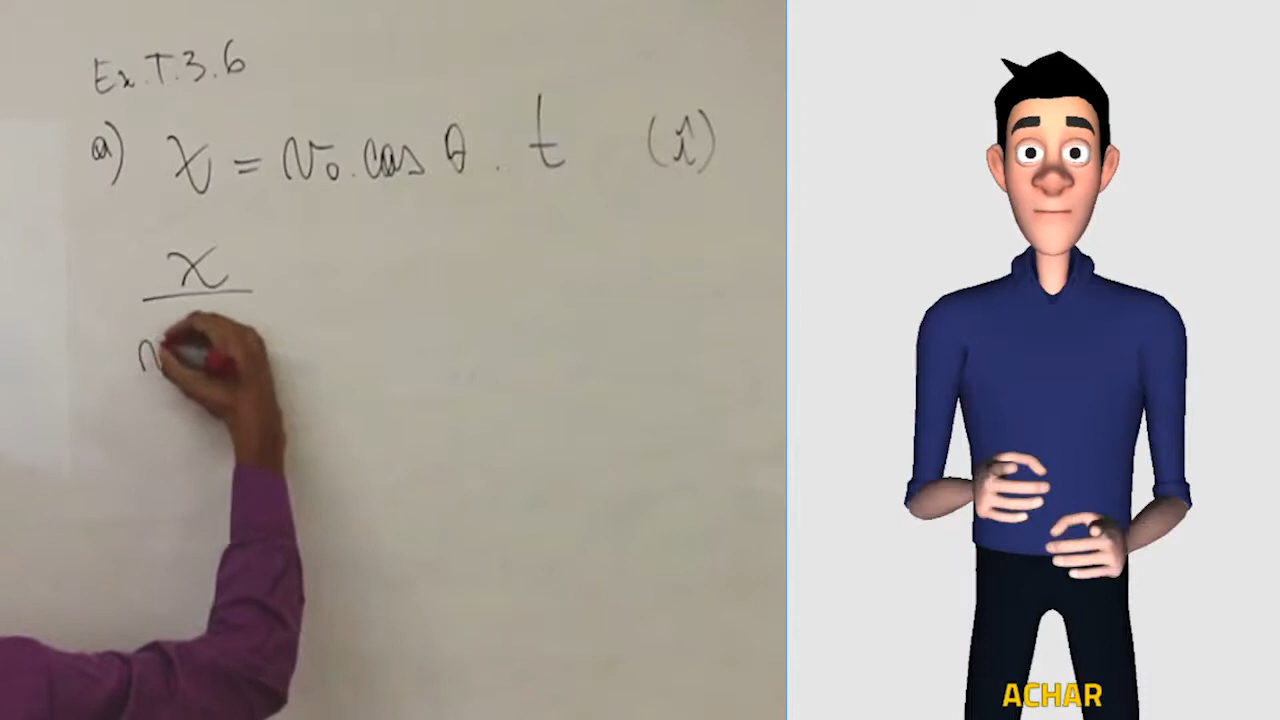 Ex.T.3.6
a) x = v₀.cos θ . t (i)
x
v
ACHAR